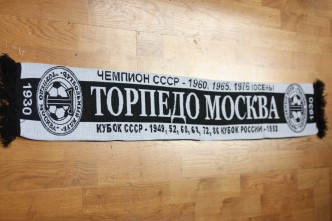 ЧЕМПИОН СССР - 1960, 1965, 1976 (ОСЕНЬ)
1930
ТОРПЕДО МОСКВА
1930
КУБОК СССР - 1949, 52, 60, 68, 72, 86 КУБОК РОССИИ - 1993